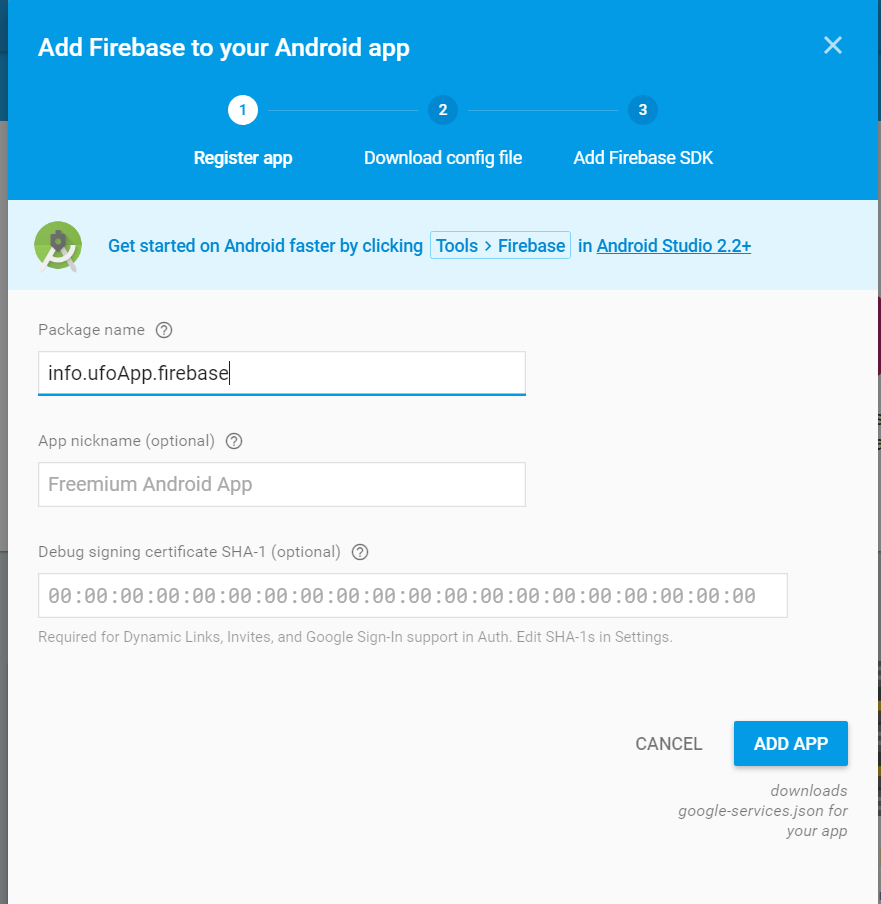 Add Firebase to your Android app
1 2 3
Register app Download config file Add Firebase SDK
Get started on Android faster by clicking Tools > Firebase in Android Studio 2.2+
Package name ?
info.ufoApp.firebase
App nickname (optional) ?
Freemium Android App
Debug signing certificate SHA-1 (optional) ?
00:00:00:00:00:00:00:00:00:00:00:00:00:00:00:00:00:00:00:00
Required for Dynamic Links, Invites, and Google Sign-In support in Auth. Edit SHA-1s in Settings.
CANCEL ADD APP
downloads
google-services.json for
your app